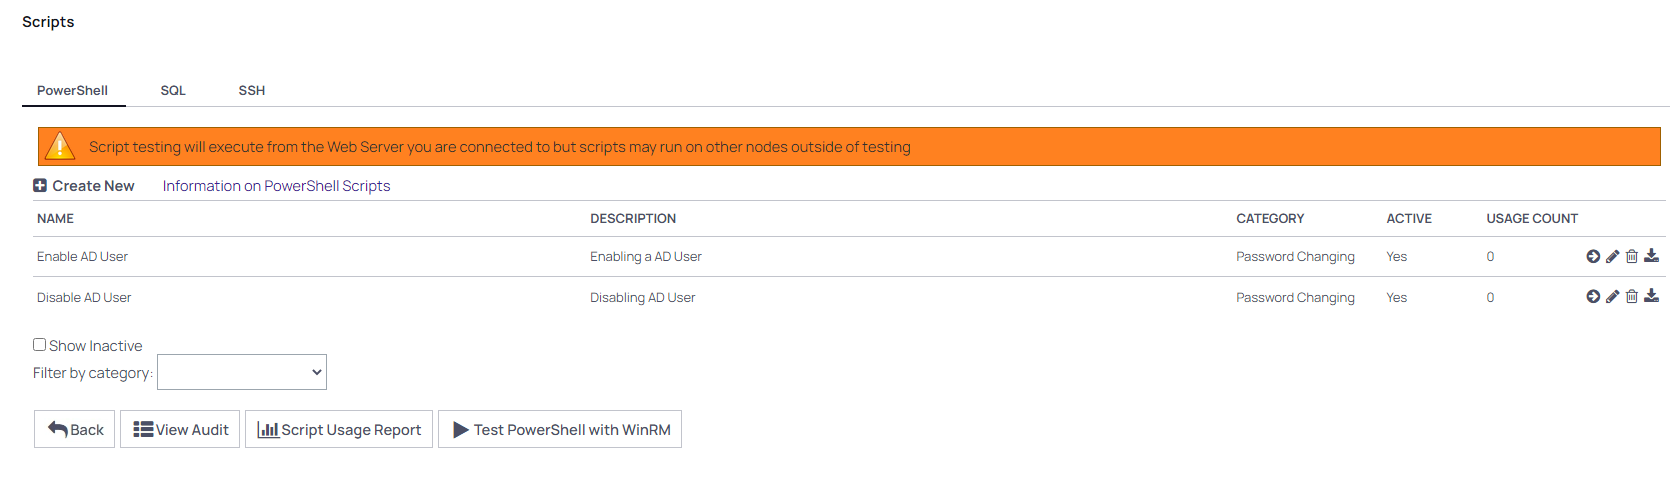 Scripts
PowerShell SQL SSH
Script testing will execute from the Web Server you are connected to but scripts may run on other nodes outside of testing
Create New Information on PowerShell Scripts
NAME DESCRIPTION CATEGORY ACTIVE USAGE COUNT
Enable AD User Enabling a AD User Password Changing Yes 0
Disable AD User Disabling AD User Password Changing Yes 0
Show Inactive
Filter by category:
Back View Audit Script Usage Report Test PowerShell with WinRM